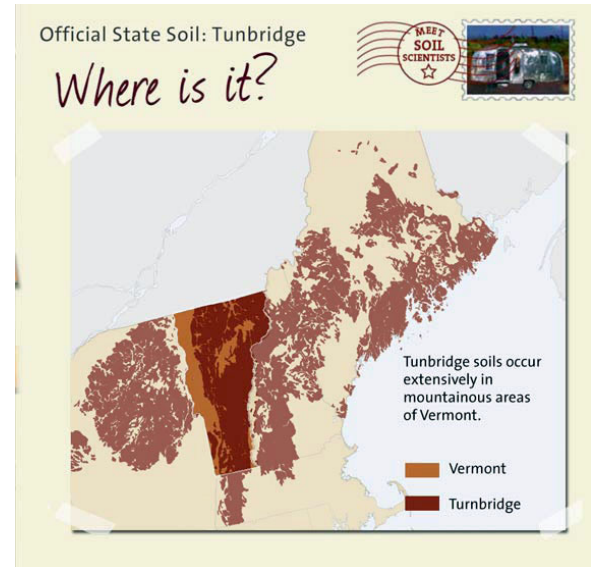 Official State Soil: Tunbridge
Where is it?
MEET
SOIL
SCIENTISTS
Tunbridge soils occur
extensively in
mountainous areas
of Vermont.
Vermont
Turnbridge